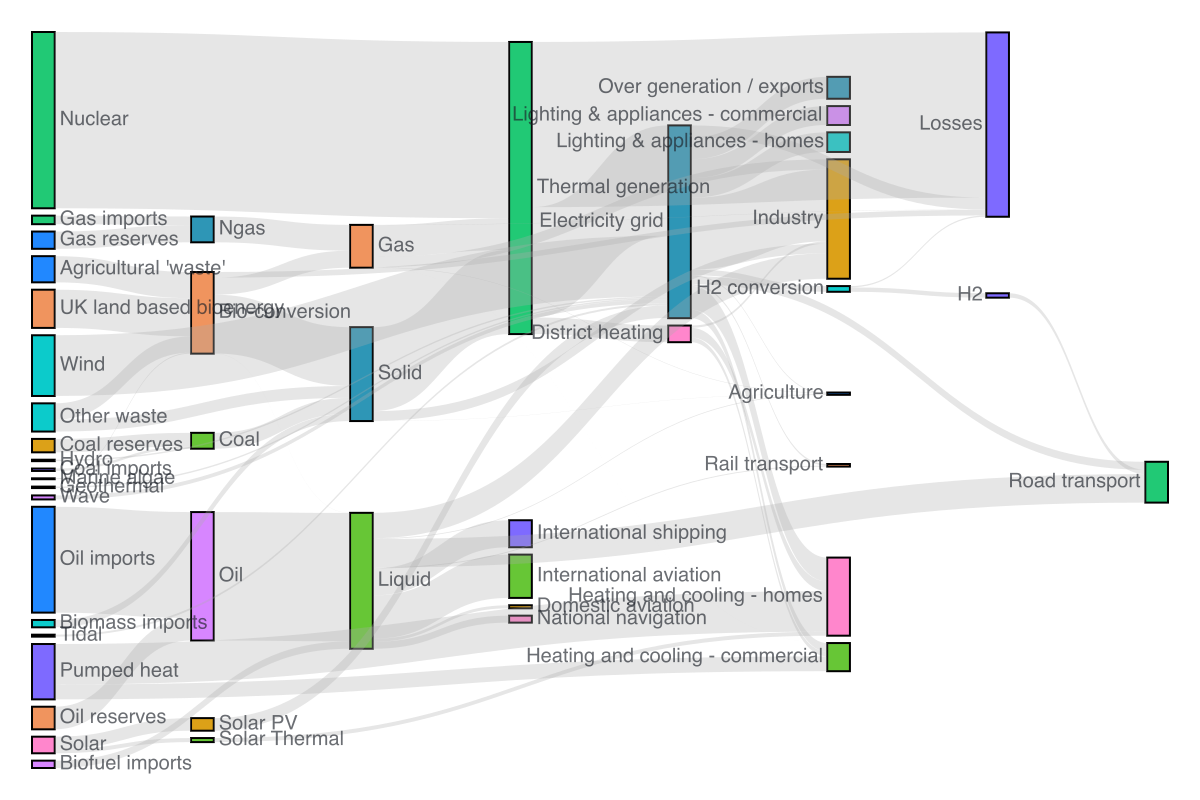 Nuclear
Gas imports
Gas reserves
Agricultural 'waste'
UK land based bioenergy
Wind
Other waste
Coal reserves
Hydro
Coal imports
Marine algae
Geothermal
Wave
Oil imports
Biomass imports
Tidal
Pumped heat
Oil reserves
Solar
Biofuel imports
Ngas
Bio-conversion
Coal
Oil
Solar PV
Solar Thermal
Gas
Solid
Liquid
Thermal generation
International shipping
International aviation
Domestic aviation
National navigation
Electricity grid
District heating
Over generation / exports
Lighting & appliances - commercial
Lighting & appliances - homes
Industry
H2 conversion
Agriculture
Rail transport
Heating and cooling - homes
Heating and cooling - commercial
Losses
H2
Road transport